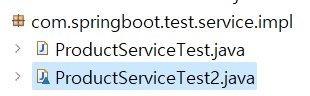 com.springboot.test.service.impl
ProductServiceTest.java
ProductServiceTest2.java